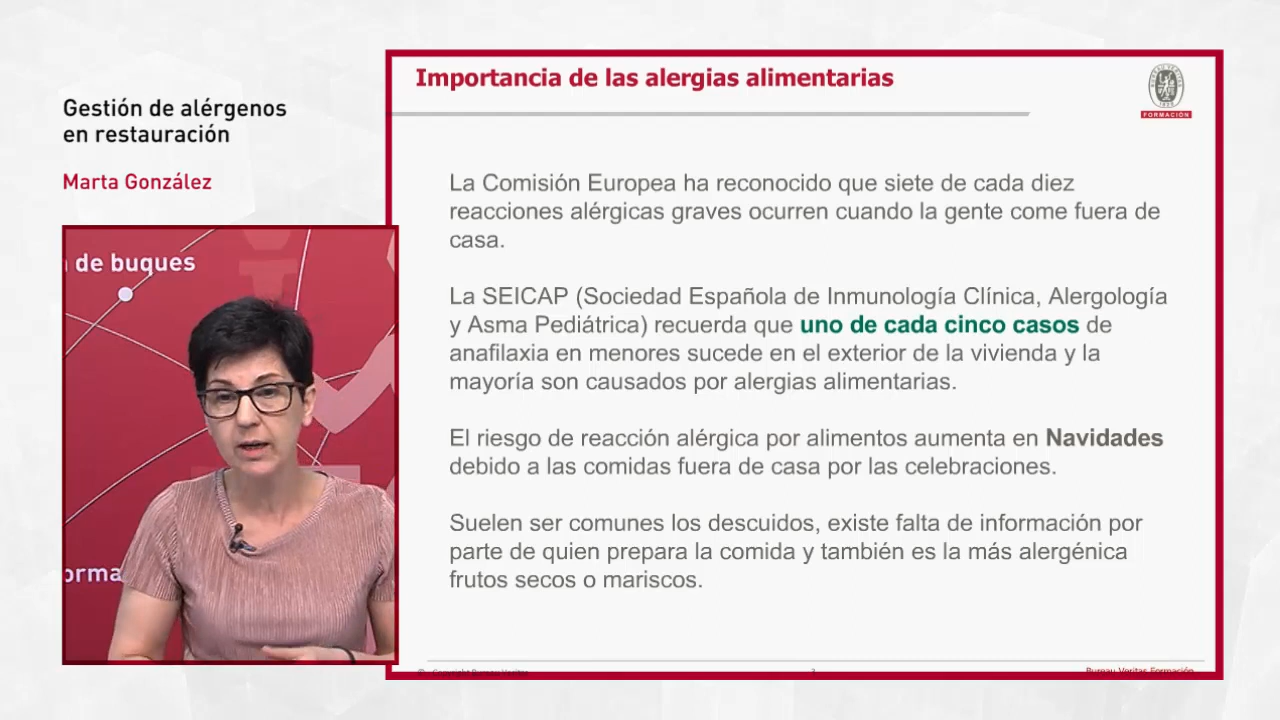 Gestión de alérgenos
en restauración
Marta González
de buques
orma
Importancia de las alergias alimentarias
FORMACIÓN
La Comisión Europea ha reconocido que siete de cada diez
reacciones alérgicas graves ocurren cuando la gente come fuera de
casa.
La SEICAP (Sociedad Española de Inmunología Clínica, Alergología
y Asma Pediátrica) recuerda que uno de cada cinco casos de
anafilaxia en menores sucede en el exterior de la vivienda y la
mayoría son causados por alergias alimentarias.
El riesgo de reacción alérgica por alimentos aumenta en Navidades
debido a las comidas fuera de casa por las celebraciones.
Suelen ser comunes los descuidos, existe falta de información por
parte de quien prepara la comida y también es la más alergénica
frutos secos o mariscos.
© Copyright Bureau Veritas
Bureau Veritas Formación